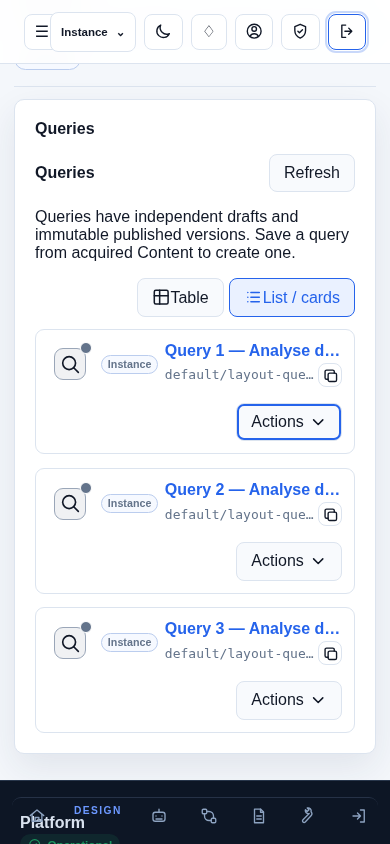 Instance
Queries
Queries
Refresh
Queries have independent drafts and
immutable published versions. Save a query
from acquired Content to create one.
Table
List / cards
Instance
Query 1 — Analyse d…
default/layout-que…
Actions
Instance
Query 2 — Analyse d…
default/layout-que…
Actions
Instance
Query 3 — Analyse d…
default/layout-que…
Actions
DESIGN
Platform
Operational